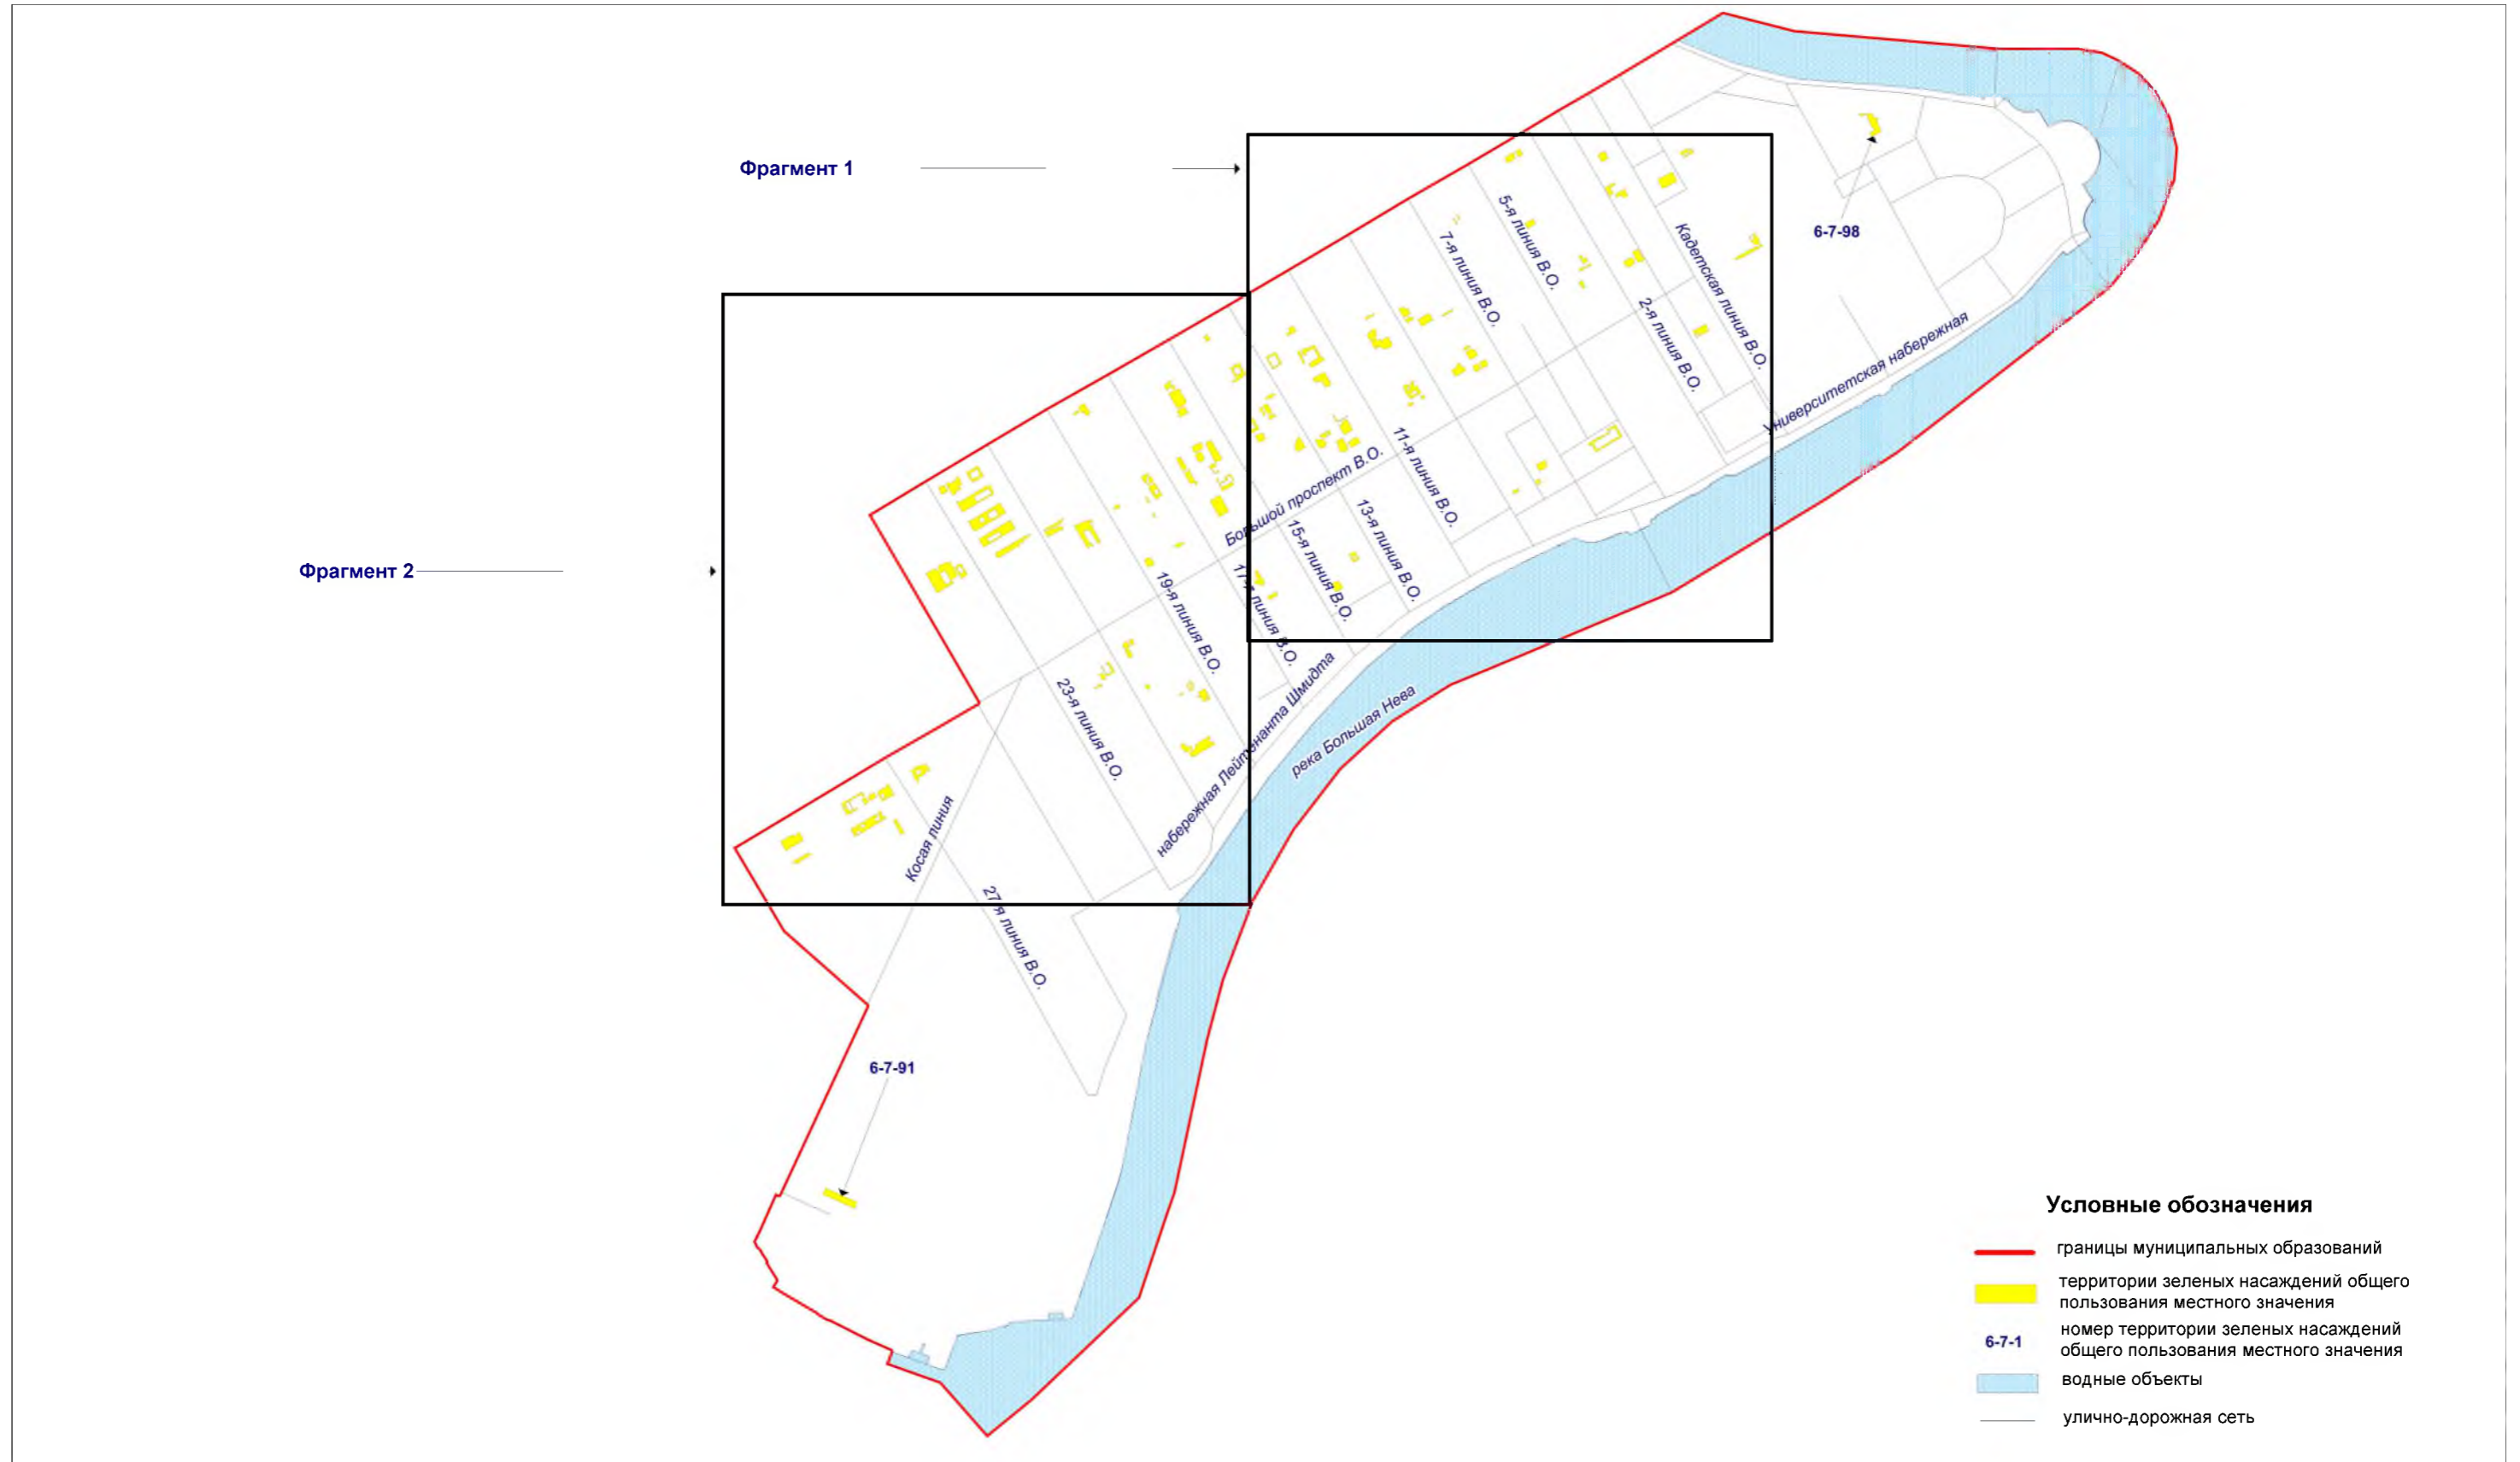 Фрагмент 1
6-7-98
5-я линия В.О.
7-я линия В.О.
Кадетская линия В.О.
2-я линия В.О.
Университетская набережная
11-я линия В.О.
Большой проспект В.О.
13-я линия В.О.
15-я линия В.О.
17-я линия В.О.
Фрагмент 2
19-я линия В.О.
23-я линия В.О.
набережная Лейтенанта Шмидта
река Большая Нева
Косая линия
27-я линия В.О.
6-7-91
Условные обозначения
границы муниципальных образований
территории зеленых насаждений общего
пользования местного значения
6-7-1
номер территории зеленых насаждений
общего пользования местного значения
водные объекты
улично-дорожная сеть